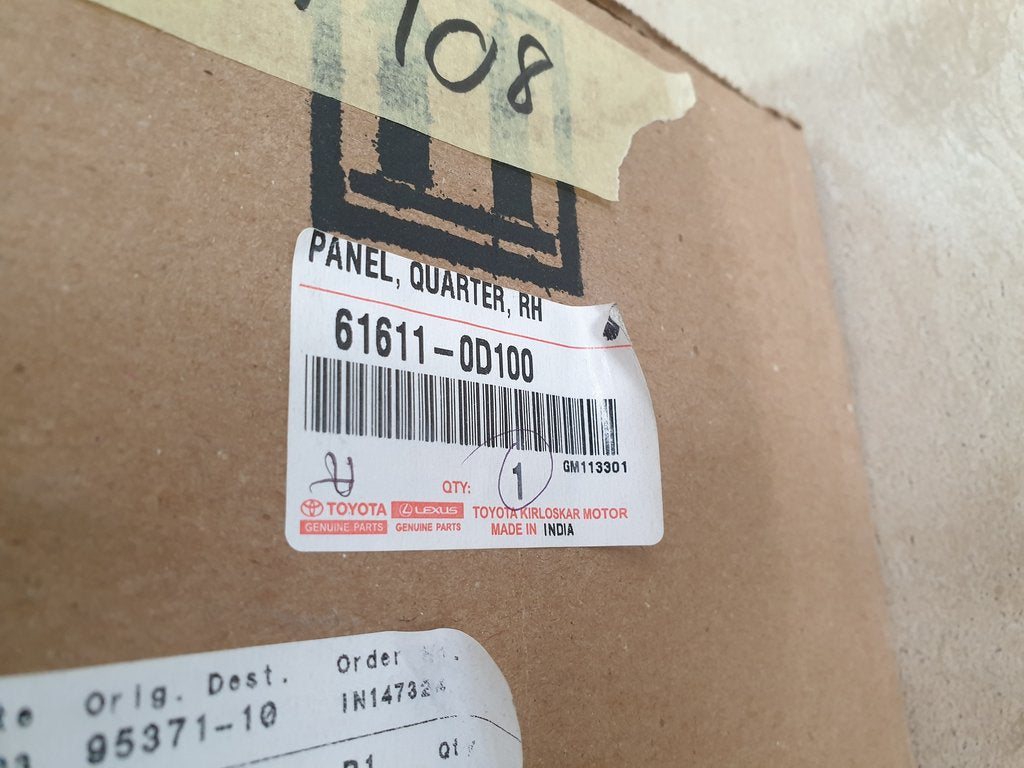 108
PANEL, QUARTER, RH
61611-0D100
GM113301
QTY: 1
TOYOTA LEXUS TOYOTA KIRLOSKAR MOTOR
GENUINE PARTS GENUINE PARTS MADE IN INDIA
Orig. Dest. Order
95371-10